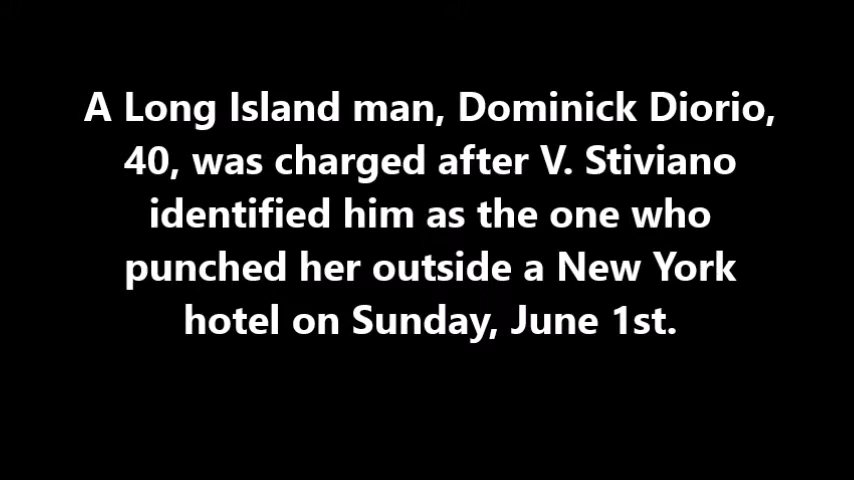 A Long Island man, Dominick Diorio,
40, was charged after V. Stiviano
identified him as the one who
punched her outside a New York
hotel on Sunday, June 1st.